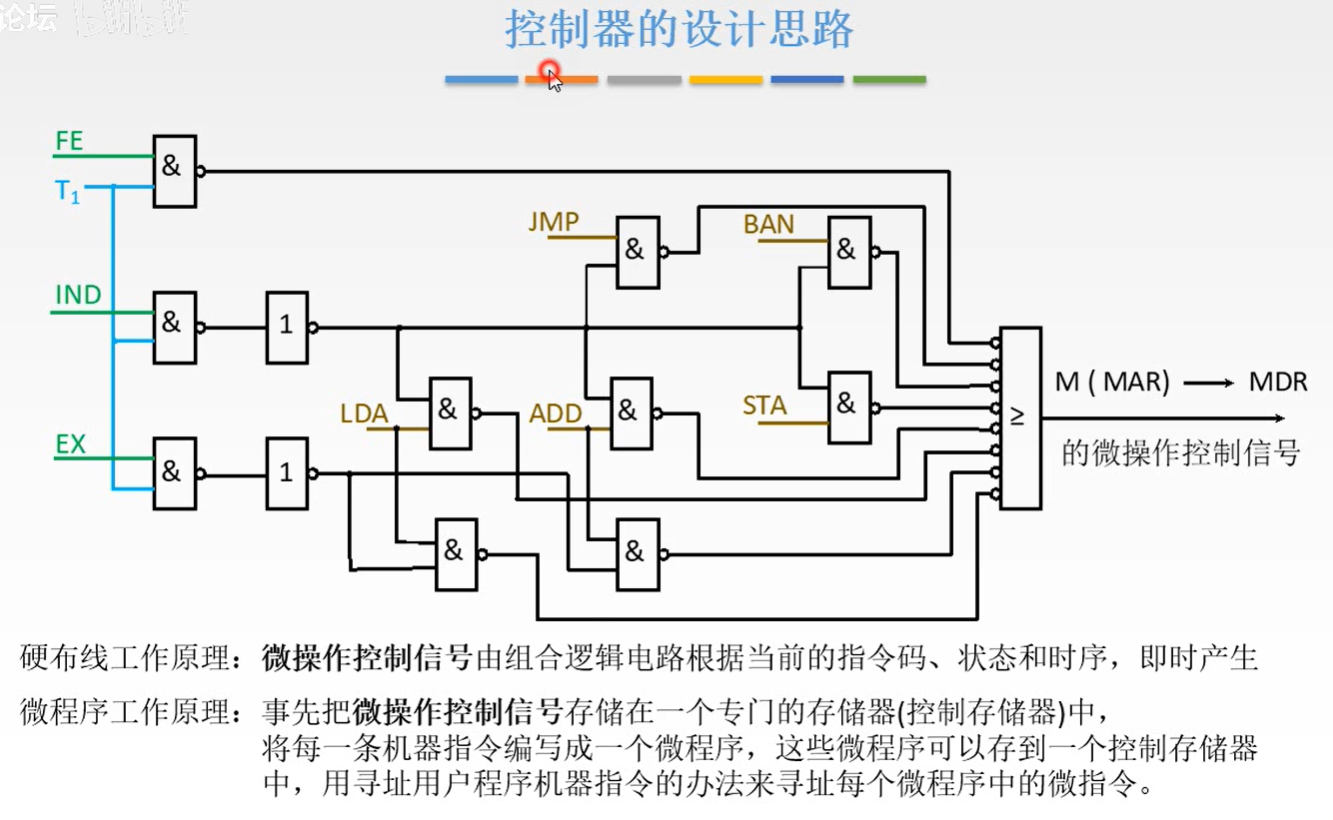 论坛 bilibili
控制器的设计思路
FE
&
T1
JMP
&
BAN
&
IND
&
1
M ( MAR) → MDR
LDA
&
ADD
&
STA
&
≥
的微操作控制信号
EX
&
1
&
&
硬布线工作原理：微操作控制信号由组合逻辑电路根据当前的指令码、状态和时序，即时产生
微程序工作原理：事先把微操作控制信号存储在一个专门的存储器(控制存储器)中，
将每一条机器指令编写成一个微程序，这些微程序可以存到一个控制存储器
中，用寻址用户程序机器指令的办法来寻址每个微程序中的微指令。